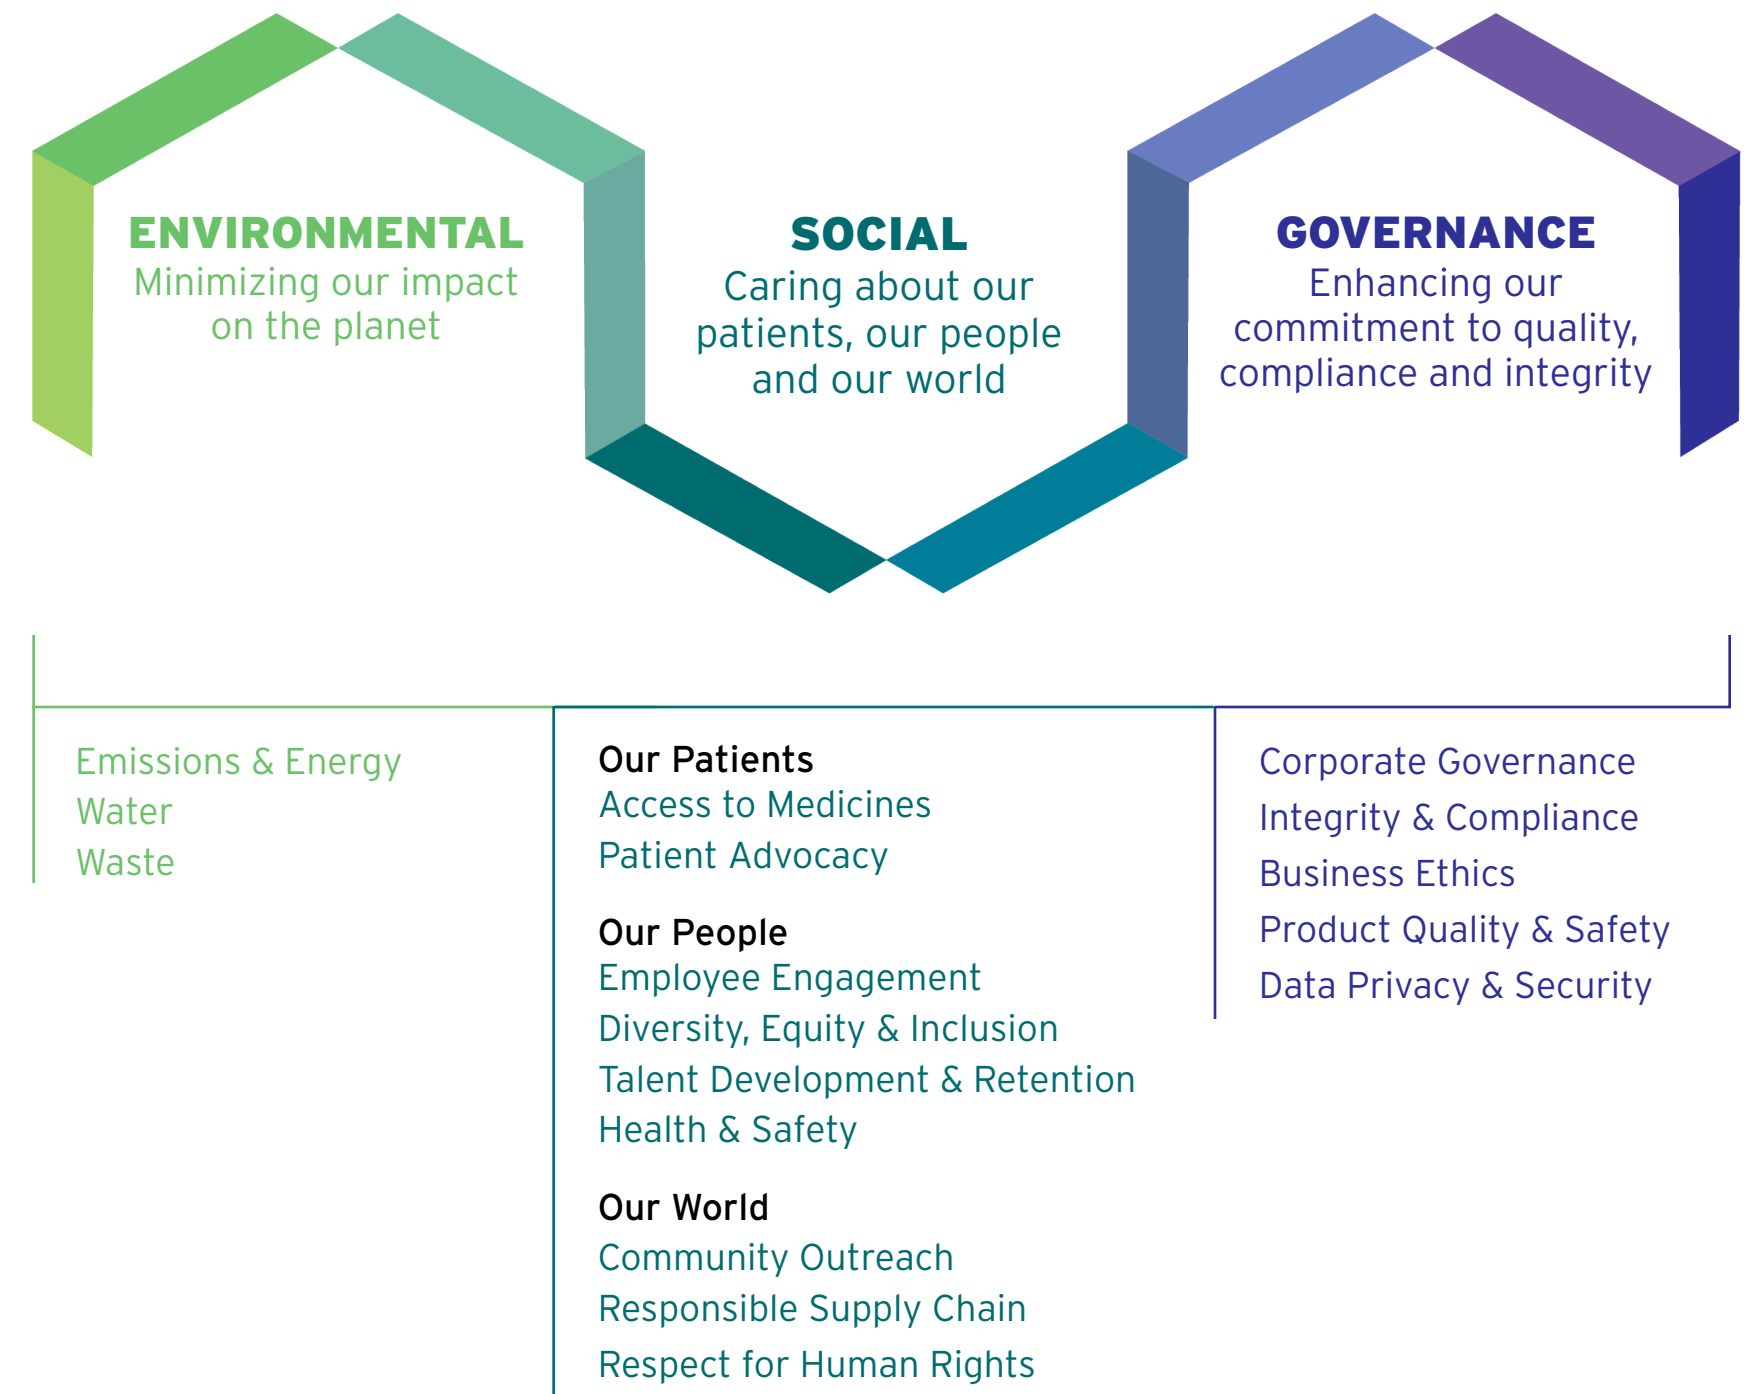 ENVIRONMENTAL
Minimizing our impact
on the planet
SOCIAL
Caring about our
patients, our people
and our world
GOVERNANCE
Enhancing our
commitment to quality,
compliance and integrity
Emissions & Energy
Water
Waste
Our Patients
Access to Medicines
Patient Advocacy
Our People
Employee Engagement
Diversity, Equity & Inclusion
Talent Development & Retention
Health & Safety
Our World
Community Outreach
Responsible Supply Chain
Respect for Human Rights
Corporate Governance
Integrity & Compliance
Business Ethics
Product Quality & Safety
Data Privacy & Security